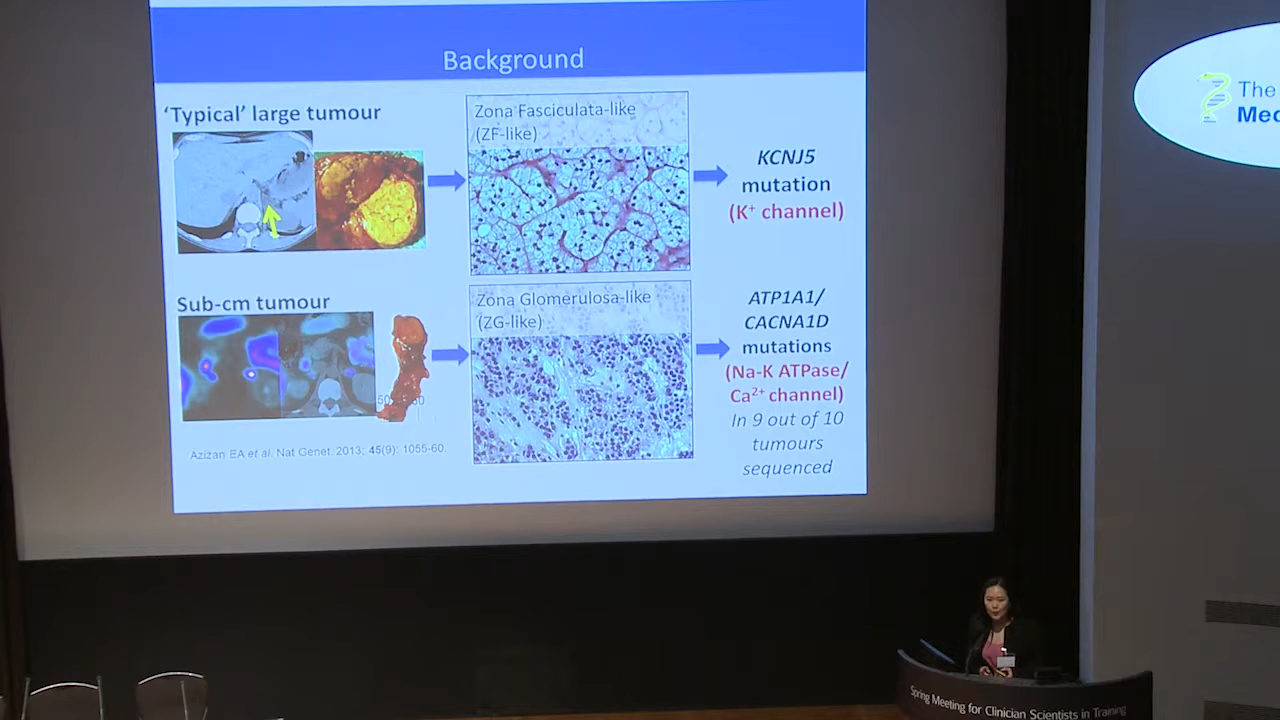 Background
‘Typical’ large tumour
Zona Fasciculata-like
(ZF-like)
KCNJ5
mutation
(K⁺ channel)
Sub-cm tumour
Zona Glomerulosa-like
(ZG-like)
ATP1A1/
CACNA1D
mutations
(Na-K ATPase/
Ca²⁺ channel)
In 9 out of 10
tumours
sequenced
Azizan EA et al. Nat Genet. 2013; 45(9): 1055-60.
The
Med
Spring Meeting for Clinician Scientists in Training